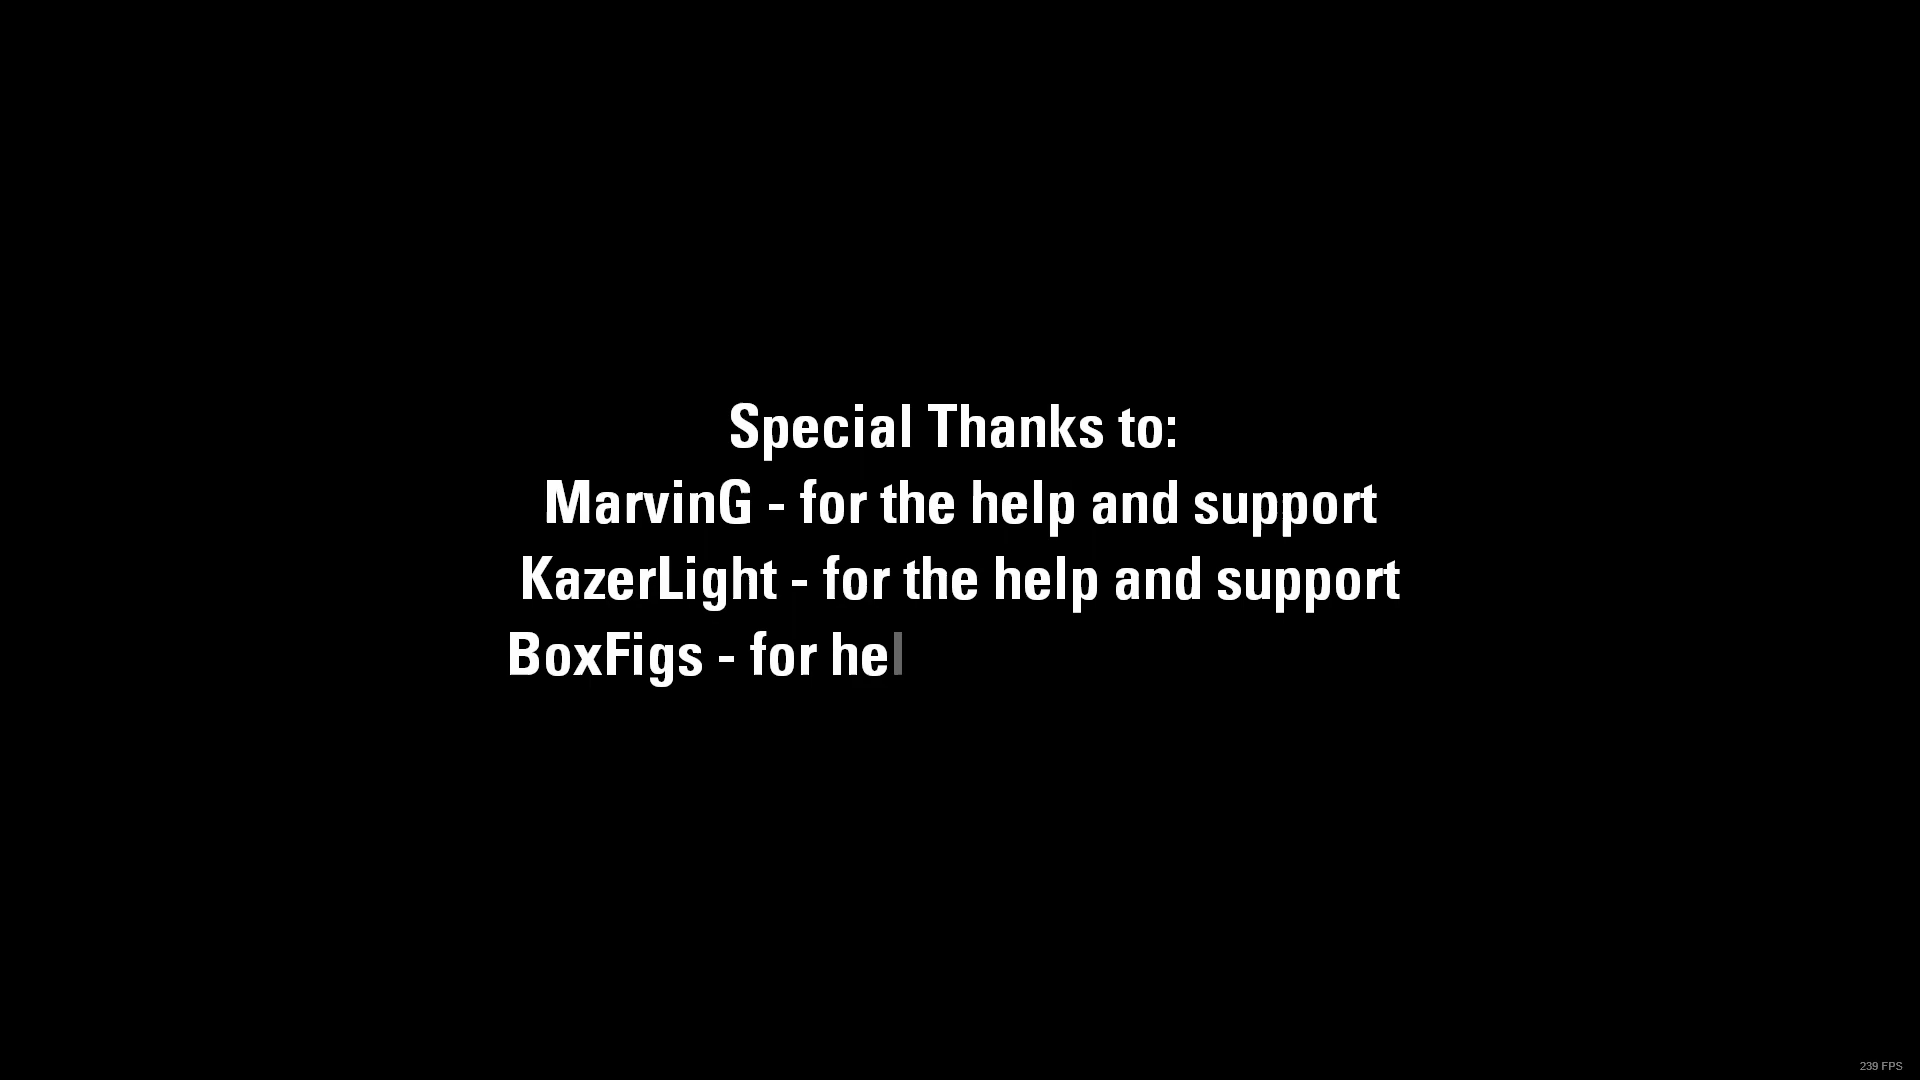 Special Thanks to:
MarvinG - for the help and support
KazerLight - for the help and support
BoxFigs - for hel
239 FPS